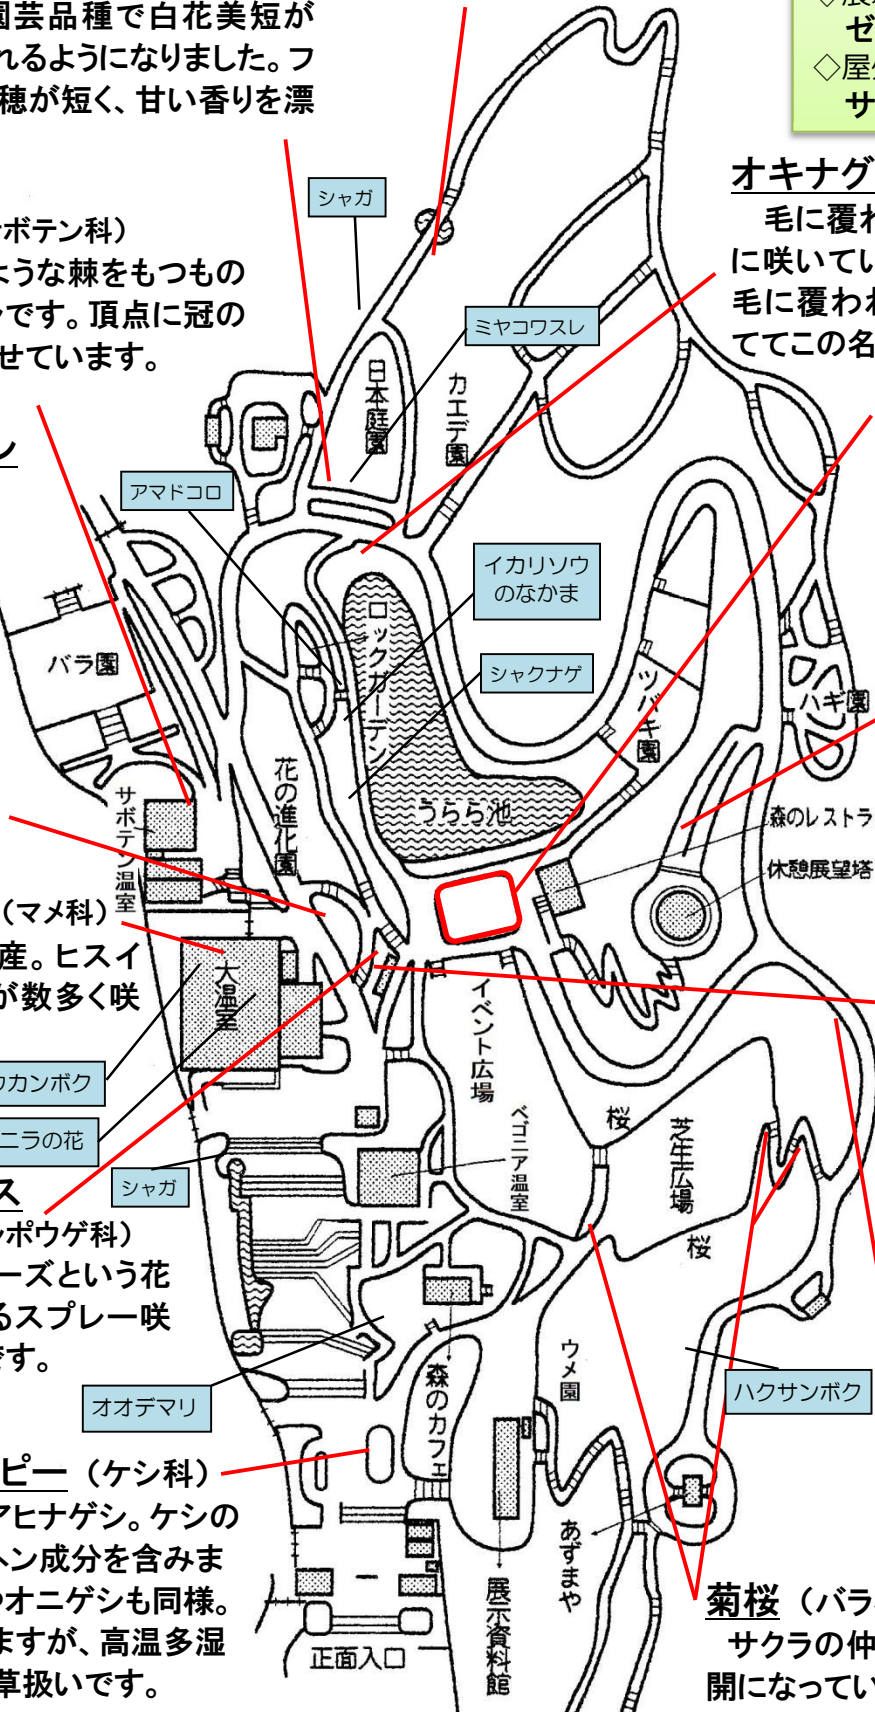 園芸品種で白花美短が
れるようになりました。フ
穂が短く、甘い香りを漂
ゼ
◇屋
サ
シャガ
オキナグ
毛に覆わ
に咲いてい
毛に覆われ
ててこの名
ボテン科）
ような棘をもつもの
です。頂点に冠の
せています。
ミヤコワスレ
日本庭園
カエデ園
ン
アマドコロ
イカリソウ
のなかま
ロックガーデン
シャクナゲ
バラ園
ツバキ園
ハギ園
花の進化園
サボテン温室
うらら池
森のレストラ
休憩展望塔
（マメ科）
産。ヒスイ
が数多く咲
大温室
イベント広場
カンボク
ニラの花
シャガ
ベゴニア温室
桜
芝生広場
桜
ス
ポウゲ科）
ーズという花
るスプレー咲
です。
オオデマリ
森のカフェ
ウメ園
ハクサンボク
ピー（ケシ科）
アヒナゲシ。ケシの
ン成分を含みま
やオニゲシも同様。
ますが、高温多湿
草扱いです。
あずまや
展示資料館
正面入口
菊桜（バラ
サクラの仲
開になってい